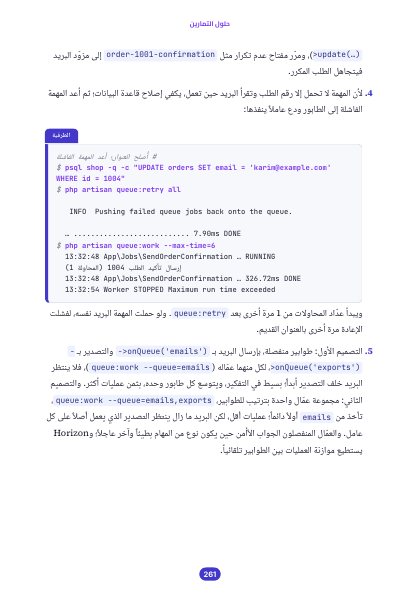 حلول التمارين
update(…)‎>)، ومرّر مفتاح عدم تكرار مثل order-1001-confirmation إلى مزوّد البريد
فيتجاهل الطلب المكرر.
4. لأن المهمة لا تحمل إلا رقم الطلب وتقرأ البريد حين تعمل، يكفي إصلاح قاعدة البيانات؛ ثم أعد المهمة
الفاشلة إلى الطابور ودع عاملاً ينفذها:
الطرفية
# أصلح العنوان، أعد المهمة الفاشلة
$ psql shop -q -c "UPDATE orders SET email = 'karim@example.com'
WHERE id = 1004"
$ php artisan queue:retry all
INFO  Pushing failed queue jobs back onto the queue.
… ........................... 7.90ms DONE
$ php artisan queue:work --max-time=6
13:32:48 App\Jobs\SendOrderConfirmation … RUNNING
إرسال تأكيد الطلب 1004 (المحاولة 1)
13:32:48 App\Jobs\SendOrderConfirmation … 326.72ms DONE
13:32:54 Worker STOPPED Maximum run time exceeded
ويبدأ عدّاد المحاولات من 1 مرة أخرى بعد queue:retry. ولو حملت المهمة البريد نفسه، لفشلت
الإعادة مرة أخرى بالعنوان القديم.
5. التصميم الأول: طوابير منفصلة، بإرسال البريد بـ ->onQueue('emails') والتصدير بـ -
>onQueue('exports')، لكل منهما عمّاله (queue:work --queue=emails)، فلا ينتظر
البريد خلف التصدير أبداً؛ بسيط في التفكير، ويتوسع كل طابور وحده، بثمن عمليات أكثر. والتصميم
الثاني: مجموعة عمّال واحدة بترتيب للطوابير، queue:work --queue=emails,exports،
تأخذ من emails أولاً دائماً؛ عمليات أقل، لكن البريد ما زال ينتظر التصدير الذي يعمل أصلاً على كل
عامل. والعمّال المنفصلون الجواب الأأمن حين يكون نوع من المهام بطيئاً وآخر عاجلاً؛ وHorizon
يستطيع موازنة العمليات بين الطوابير تلقائياً.
261